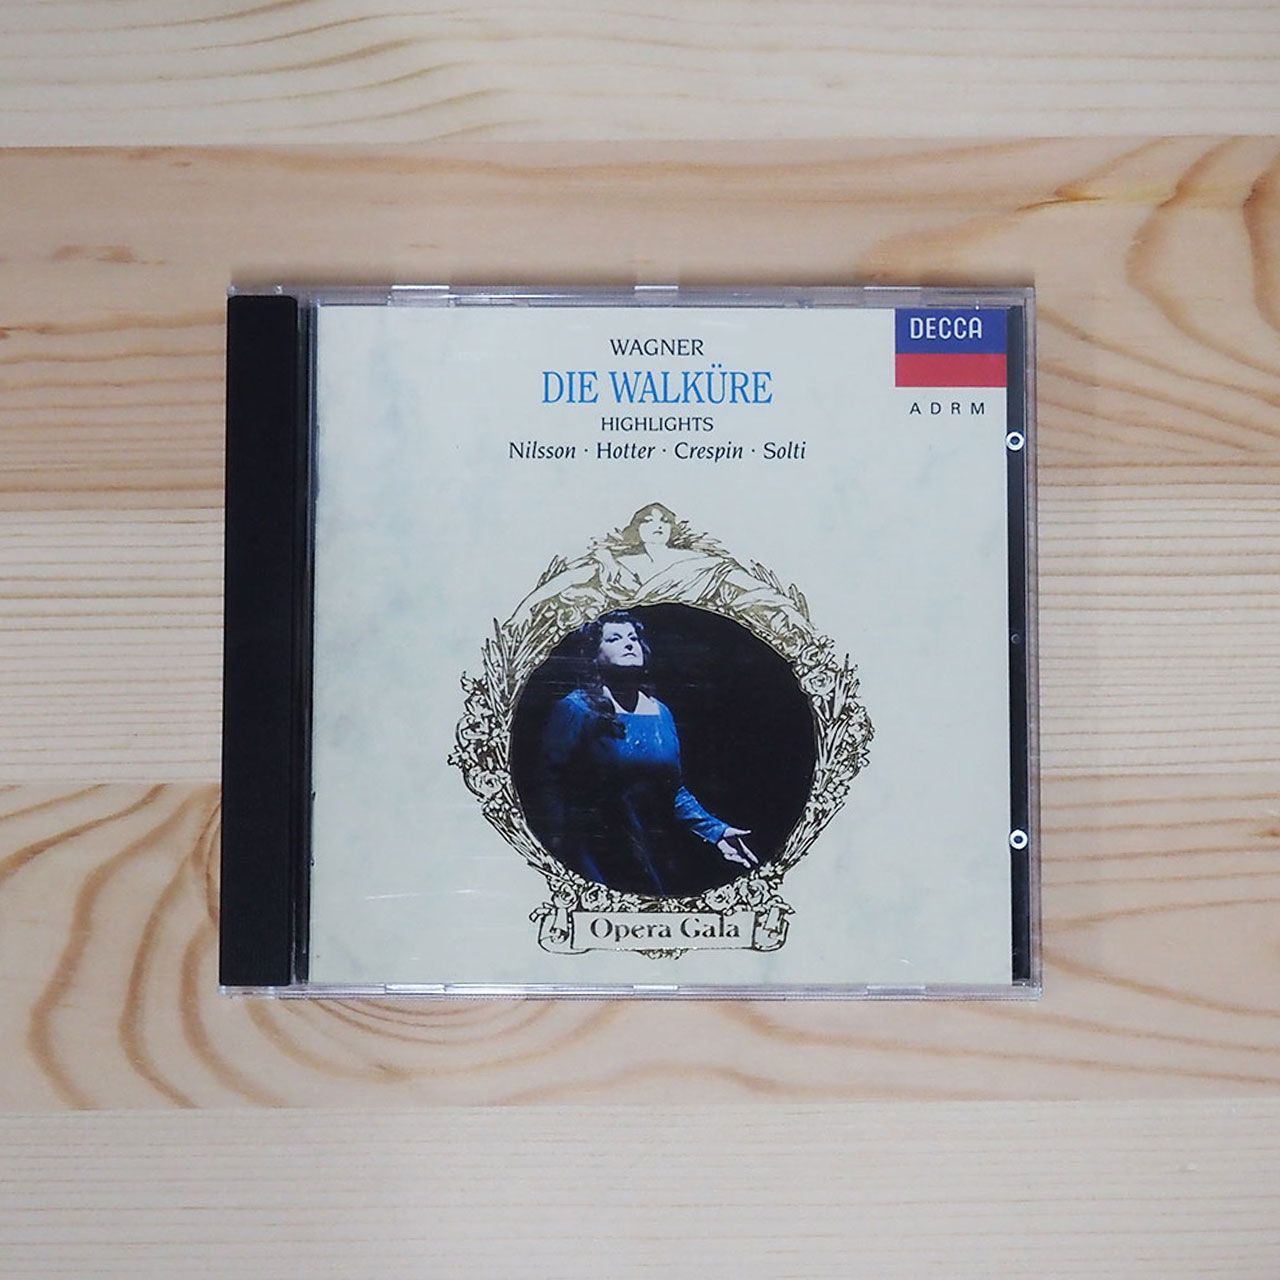 DECCA
WAGNER
DIE WALKÜRE
HIGHLIGHTS
ADRM
Nilsson · Hotter · Crespin · Solti
Opera Gala